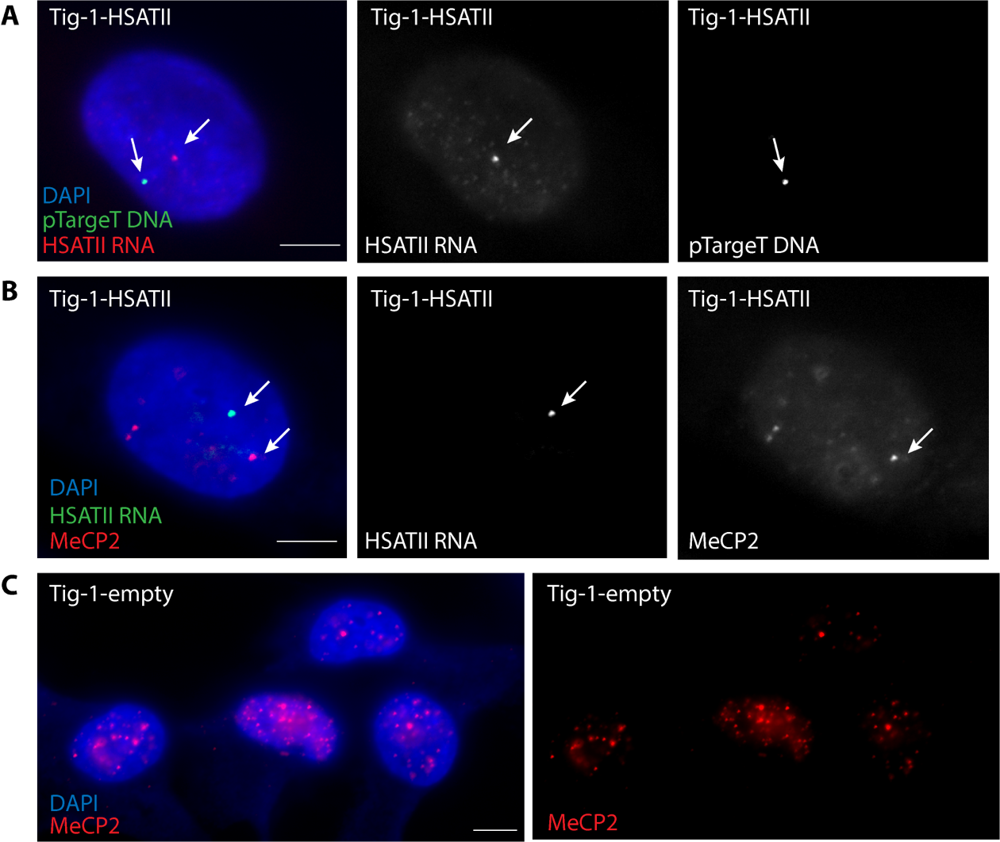 A
Tig-1-HSATII
Tig-1-HSATII
Tig-1-HSATII
DAPI
pTargeT DNA
HSATII RNA
HSATII RNA
pTargeT DNA
B
Tig-1-HSATII
Tig-1-HSATII
Tig-1-HSATII
DAPI
HSATII RNA
MeCP2
HSATII RNA
MeCP2
C
Tig-1-empty
Tig-1-empty
DAPI
MeCP2
MeCP2